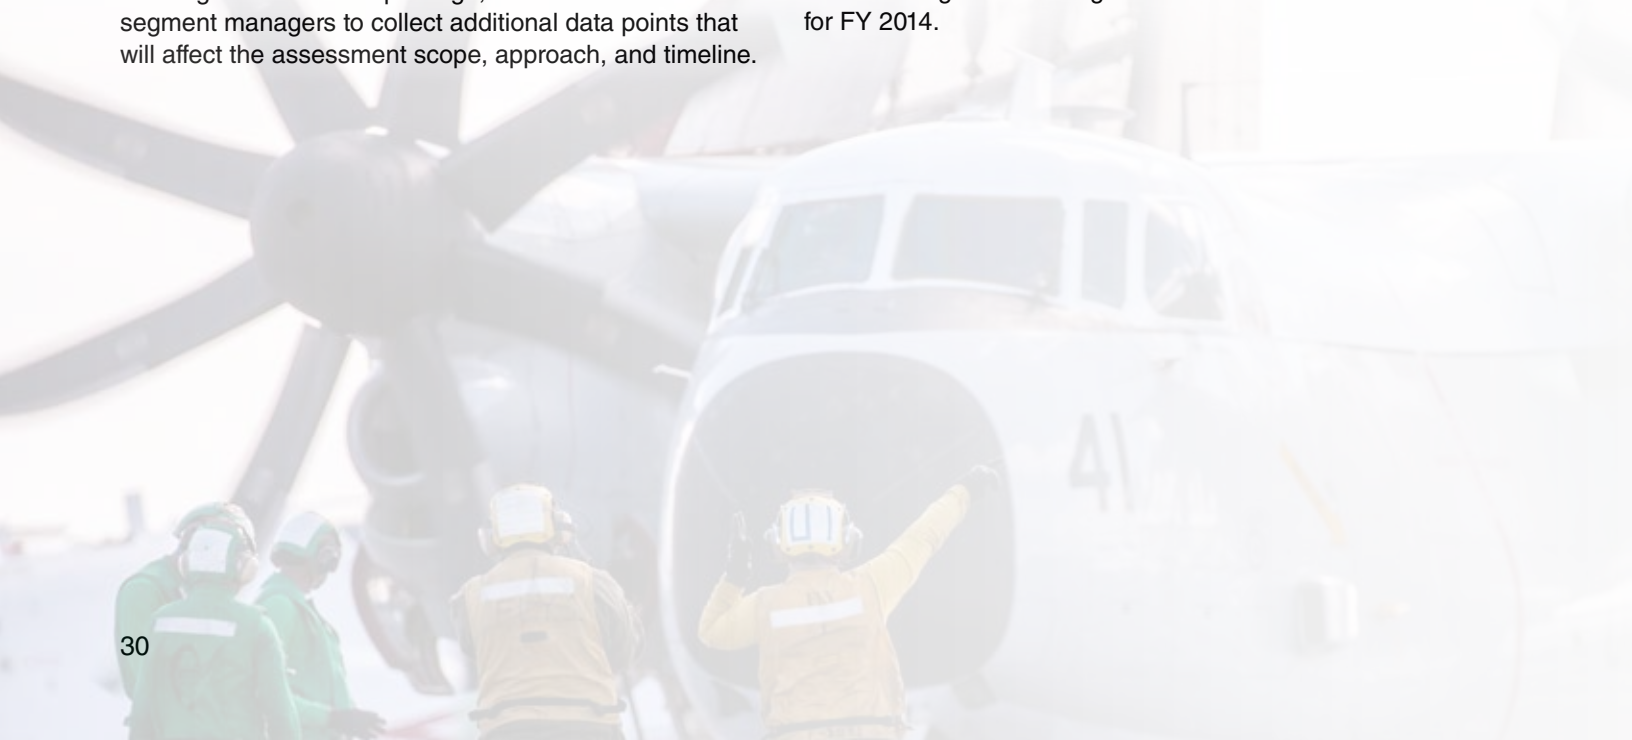 segment managers to collect additional data points that
will affect the assessment scope, approach, and timeline.
for FY 2014.
41
30